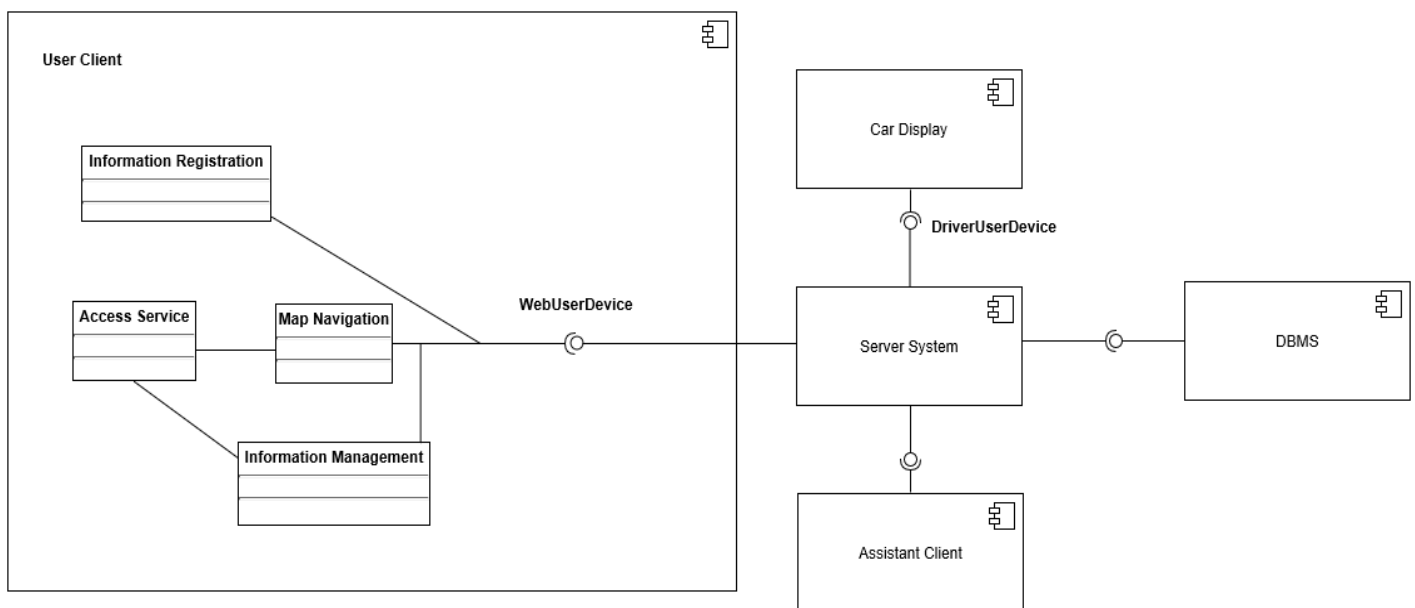 User Client
Information Registration
Access Service
Map Navigation
Information Management
WebUserDevice
Car Display
DriverUserDevice
Server System
DBMS
Assistant Client